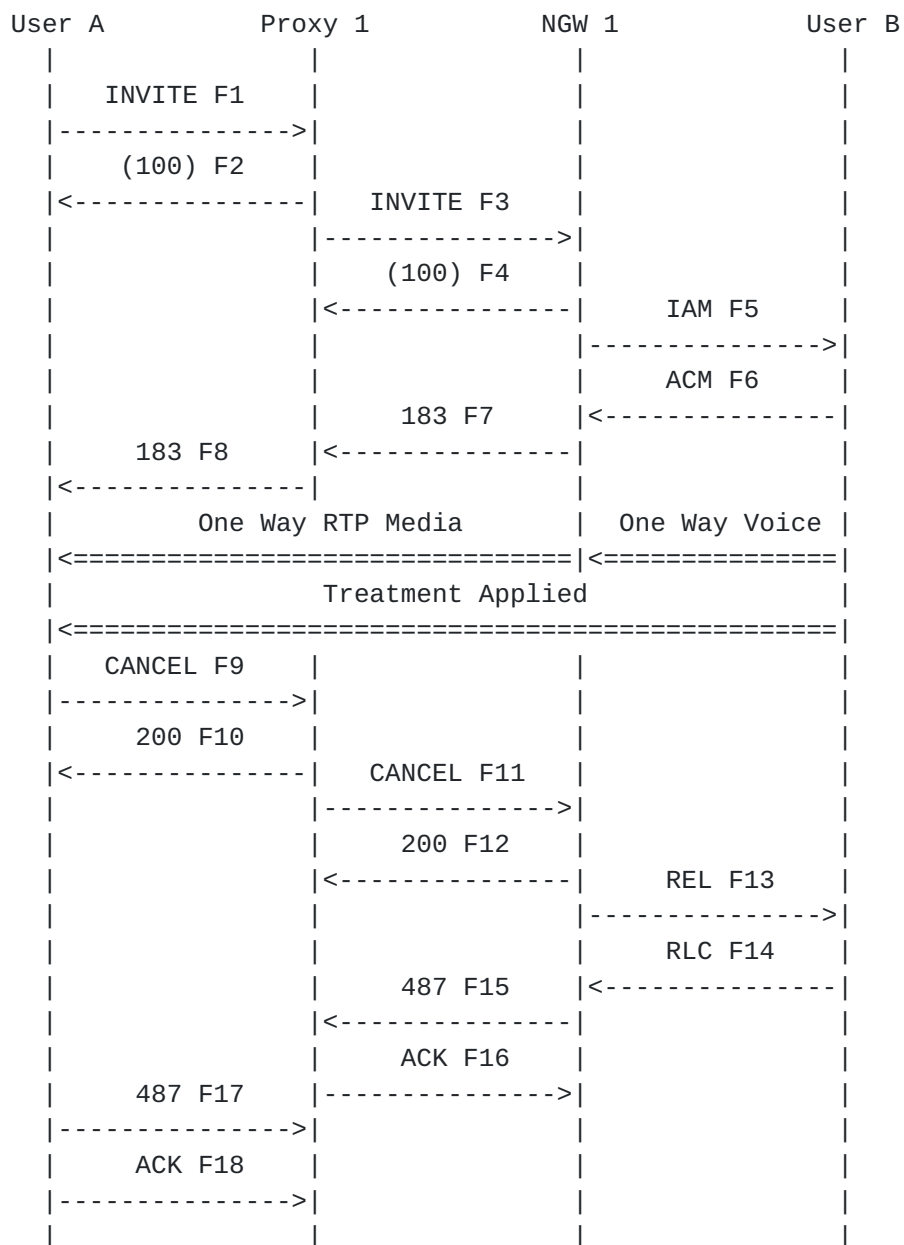 User A Proxy 1 NGW 1 User B
INVITE F1
(100) F2
INVITE F3
(100) F4
IAM F5
ACM F6
183 F7
183 F8
One Way RTP Media One Way Voice
Treatment Applied
CANCEL F9
200 F10
CANCEL F11
200 F12
REL F13
RLC F14
487 F15
ACK F16
487 F17
ACK F18